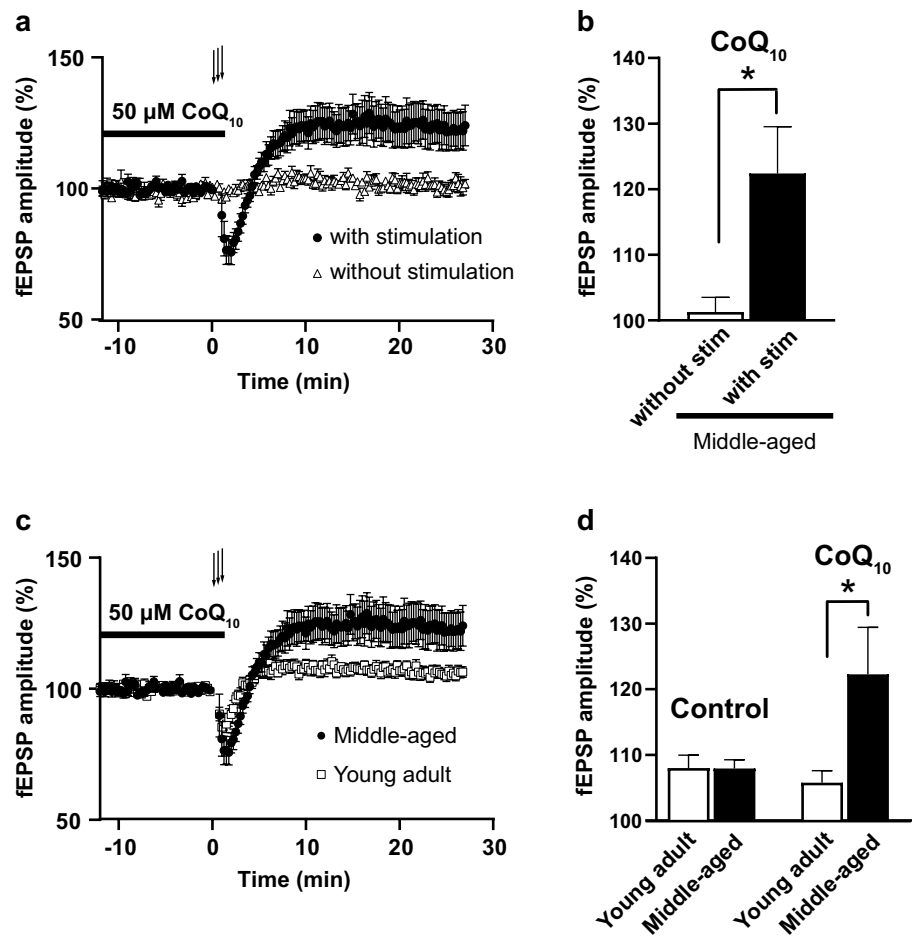 a
150
50 µM CoQ10
100
50
fEPSP amplitude (%)
with stimulation
without stimulation
-10 0 10 20 30
Time (min)
b
CoQ10
*
140
130
120
110
100
fEPSP amplitude (%)
without stim
with stim
Middle-aged
c
150
50 µM CoQ10
100
50
fEPSP amplitude (%)
Middle-aged
Young adult
-10 0 10 20 30
Time (min)
d
CoQ10
*
Control
140
130
120
110
100
fEPSP amplitude (%)
Young adult
Middle-aged
Young adult
Middle-aged